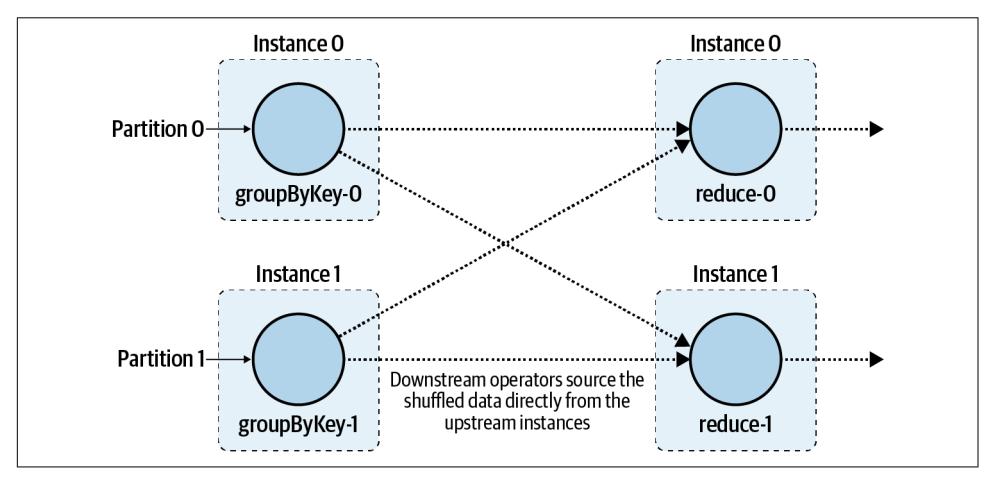 Instance 0
Instance 0
Partition 0
groupByKey-0
reduce-0
Instance 1
Instance 1
Partition 1
Downstream operators source the
shuffled data directly from the
upstream instances
groupByKey-1
reduce-1